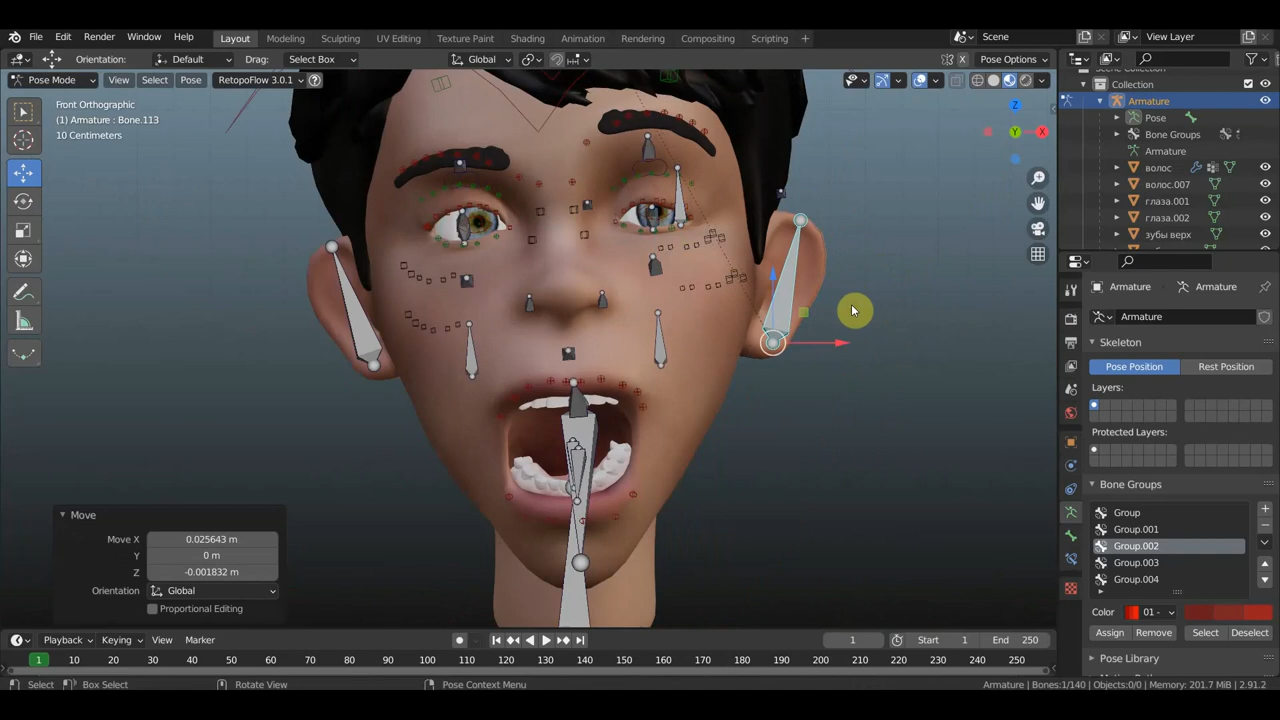 File Edit Render Window Help Layout Modeling Sculpting UV Editing Texture Paint Shading Animation Rendering Compositing Scripting + Scene View Layer
Orientation: Default Drag: Select Box Global Pose Options
Pose Mode View Select Pose RetopoFlow 3.0.1
Front Orthographic
(1) Armature : Bone.113
10 Centimeters
X
Y
Z
Scene Collection
Collection
Armature
Pose
Bone Groups
Armature
волос
волос.007
глаза.001
глаза.002
зубы верх
Armature Armature
Armature
Skeleton
Pose Position Rest Position
Layers:
Protected Layers:
Bone Groups
Group
Group.001
Group.002
Group.003
Group.004
Color 01 -
Assign Remove Select Deselect
Pose Library
Move
Move X 0.025643 m
Y 0 m
Z -0.001832 m
Orientation Global
Proportional Editing
Playback Keying View Marker 1 Start 1 End 250
1 10 20 30 40 50 60 70 80 90 100 110 120 130 140 150 160 170 180 190 200 210 220 230 240 250
Select Box Select Rotate View Pose Context Menu Armature | Bones:1/140 | Objects:0/0 | Memory: 201.7 MiB | 2.91.2